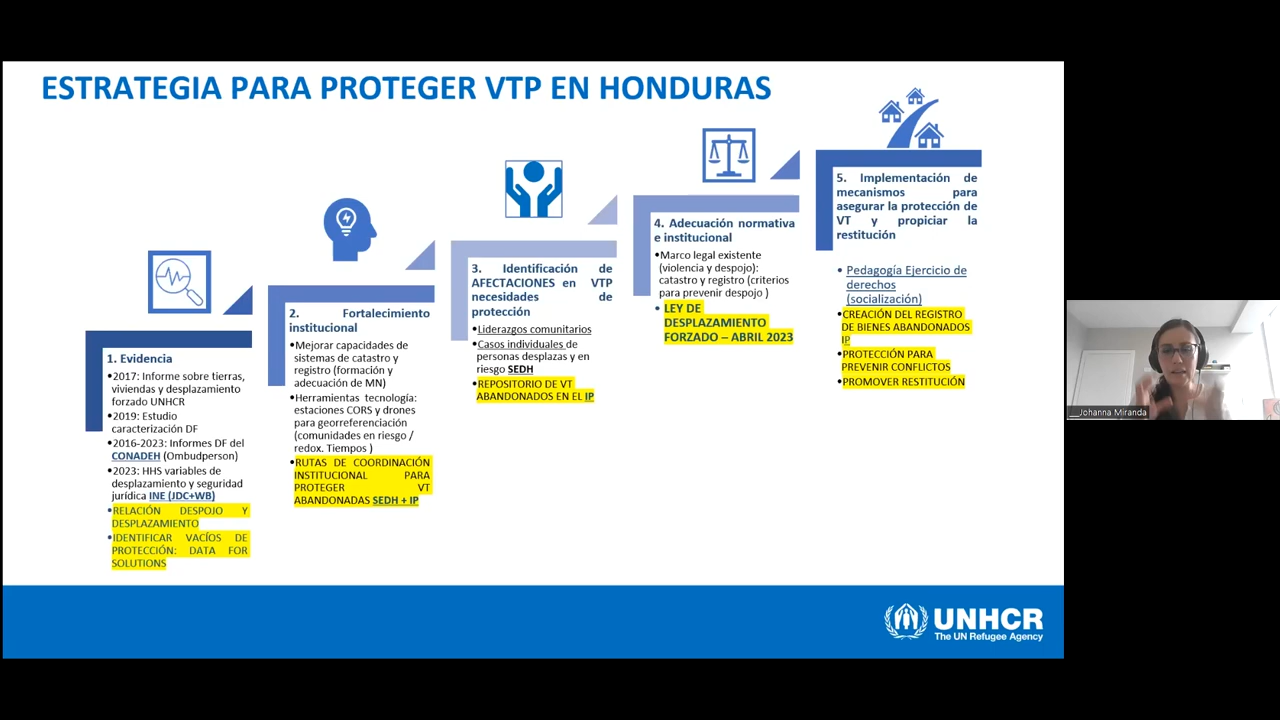 ESTRATEGIA PARA PROTEGER VTP EN HONDURAS
1. Evidencia
•2017: Informe sobre tierras,
viviendas y desplazamiento
forzado UNHCR
•2019: Estudio
caracterización DF
•2016-2023: Informes DF del
CONADEH (Ombudperson)
•2023: HHS variables de
desplazamiento y seguridad
jurídica INE (JDC+WB)
•RELACIÓN DESPOJO Y
DESPLAZAMIENTO
•IDENTIFICAR VACÍOS DE
PROTECCIÓN: DATA FOR
SOLUTIONS
2. Fortalecimiento
institucional
•Mejorar capacidades de
sistemas de catastro y
registro (formación y
adecuación de MN)
•Herramientas tecnología:
estaciones CORS y drones
para georreferenciación
(comunidades en riesgo /
redox. Tiempos )
•RUTAS DE COORDINACIÓN
INSTITUCIONAL PARA
PROTEGER VT
ABANDONADAS SEDH + IP
3. Identificación de
AFECTACIONES en VTP
necesidades de
protección
•Liderazgos comunitarios
•Casos individuales de
personas desplazas y en
riesgo SEDH
•REPOSITORIO DE VT
ABANDONADOS EN EL IP
4. Adecuación normativa
e institucional
•Marco legal existente
(violencia y despojo):
catastro y registro (criterios
para prevenir despojo )
• LEY DE
DESPLAZAMIENTO
FORZADO – ABRIL 2023
5. Implementación de
mecanismos para
asegurar la protección de
VT y propiciar la
restitución
• Pedagogía Ejercicio de
derechos
(socialización)
•CREACIÓN DEL REGISTRO
DE BIENES ABANDONADOS
IP
•PROTECCIÓN PARA
PREVENIR CONFLICTOS
•PROMOVER RESTITUCIÓN
UNHCR
The UN Refugee Agency
__Johanna Miranda